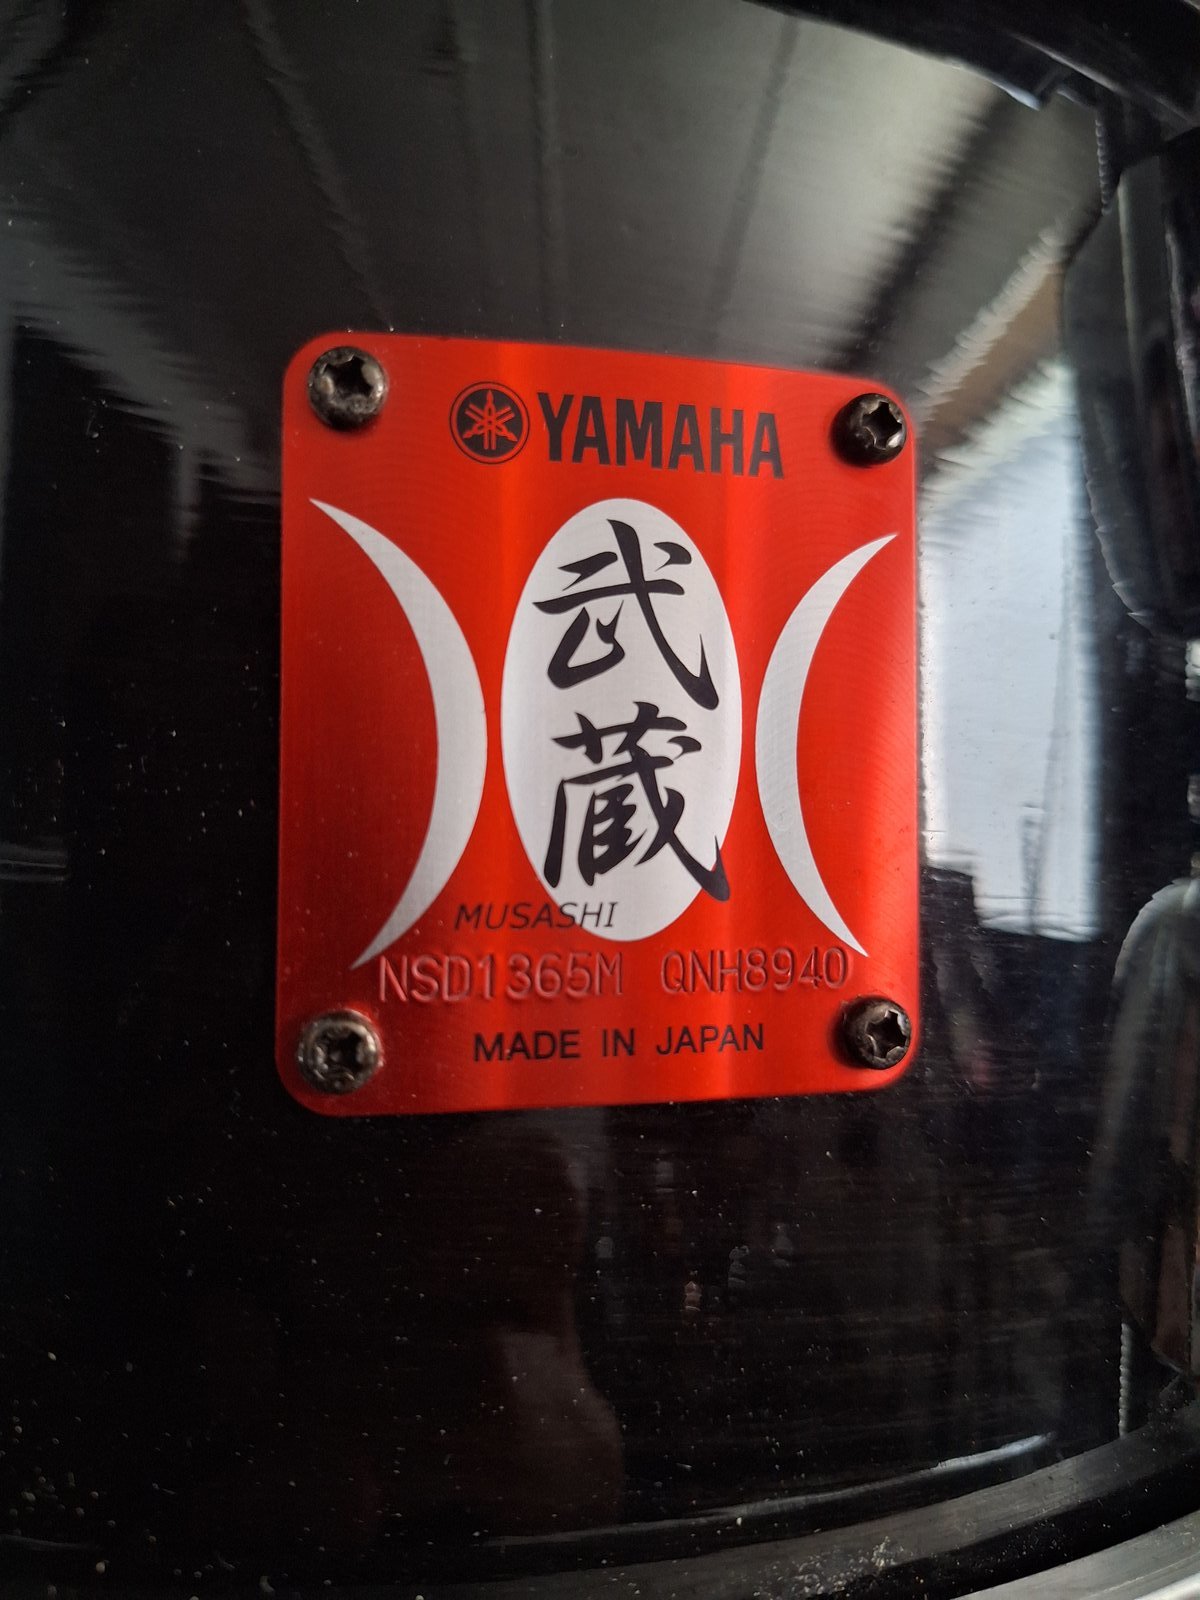 YAMAHA
武蔵
MUSASHI
NSD1365M QNH8940
MADE IN JAPAN